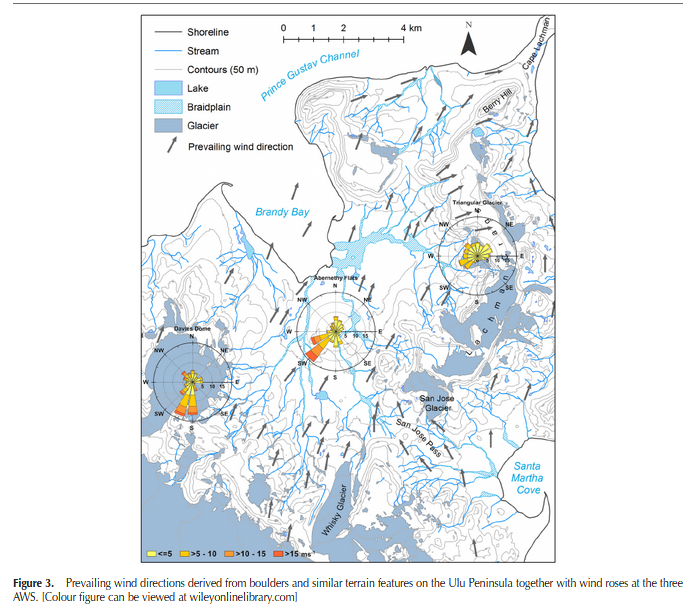 Shoreline
Stream
Contours (50 m)
Lake
Braidplain
Glacier
Prevailing wind direction
0 1 2 4 km
N
Prince Gustav Channel
Cape Lachman
Berry Hill
Brandy Bay
Triangular Glacier
N
NW NE
W 5 10 15 E
SW SE
S
Lachman
Abernethy Flats
N
NW NE
W 5 10 15 E
SW SE
S
Davies Dome
N
NW NE
W 5 10 15 E
SW SE
S
San Jose
Glacier
San Jose Pass
Santa
Martha
Cove
Whisky Glacier
<=5 >5 - 10 >10 - 15 >15 ms⁻¹
Figure 3. Prevailing wind directions derived from boulders and similar terrain features on the Ulu Peninsula together with wind roses at the three
AWS. [Colour figure can be viewed at wileyonlinelibrary.com]